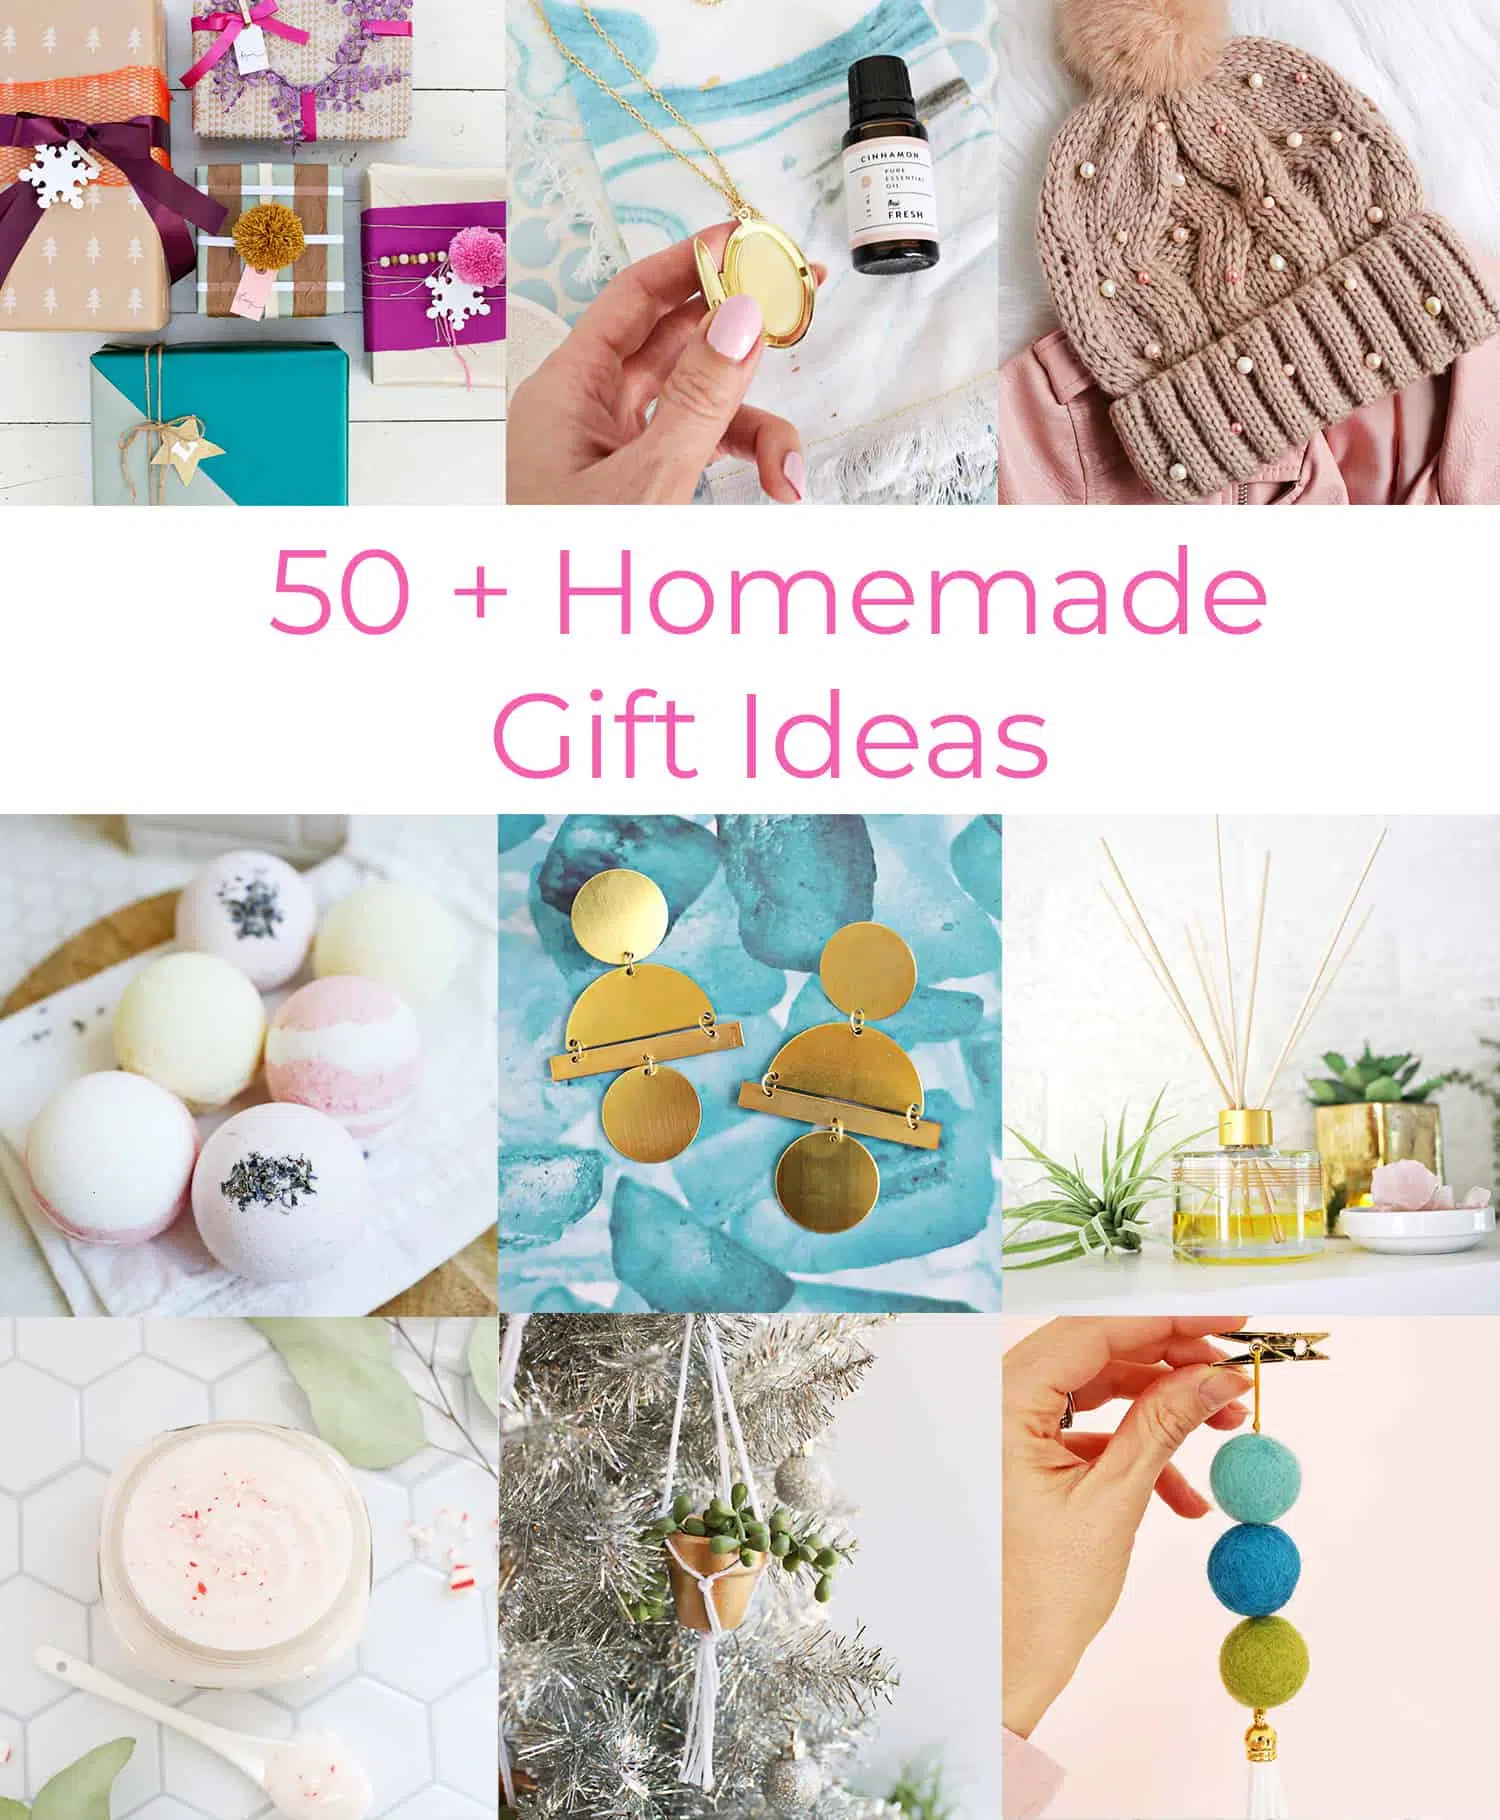 CINNAMON
PURE
ESSENTIAL
OIL
FRESH
50 + Homemade
Gift Ideas